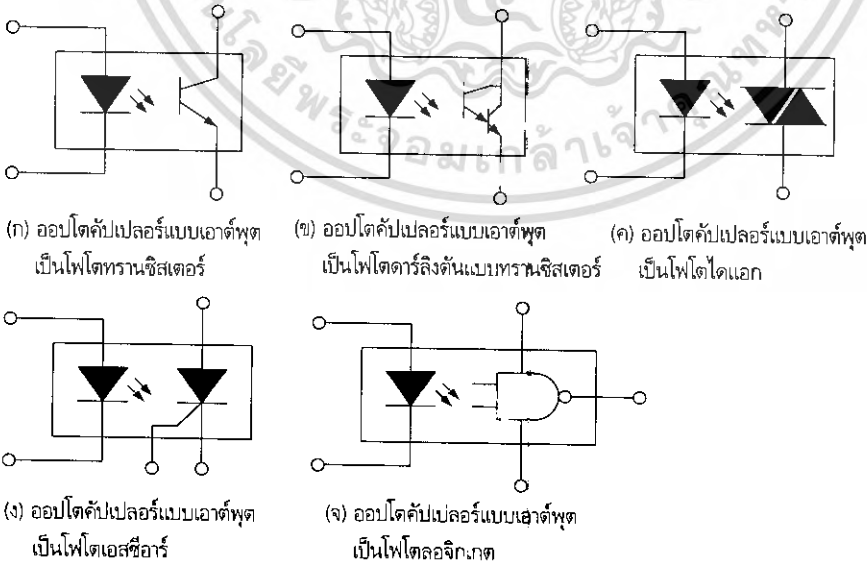 (ก) ออปโตคัปเปลอร์แบบเอาต์พุต
เป็นโฟโตทรานซิสเตอร์
(ข) ออปโตคัปเปลอร์แบบเอาต์พุต
เป็นโฟโตดาร์ลิงตันแบบทรานซิสเตอร์
(ค) ออปโตคัปเปลอร์แบบเอาต์พุต
เป็นโฟโตไดแอก
(ง) ออปโตคัปเปลอร์แบบเอาต์พุต
เป็นโฟโตเอสซีอาร์
(จ) ออปโตคัปเปลอร์แบบเอาต์พุต
เป็นโฟโตลอจิกเกต